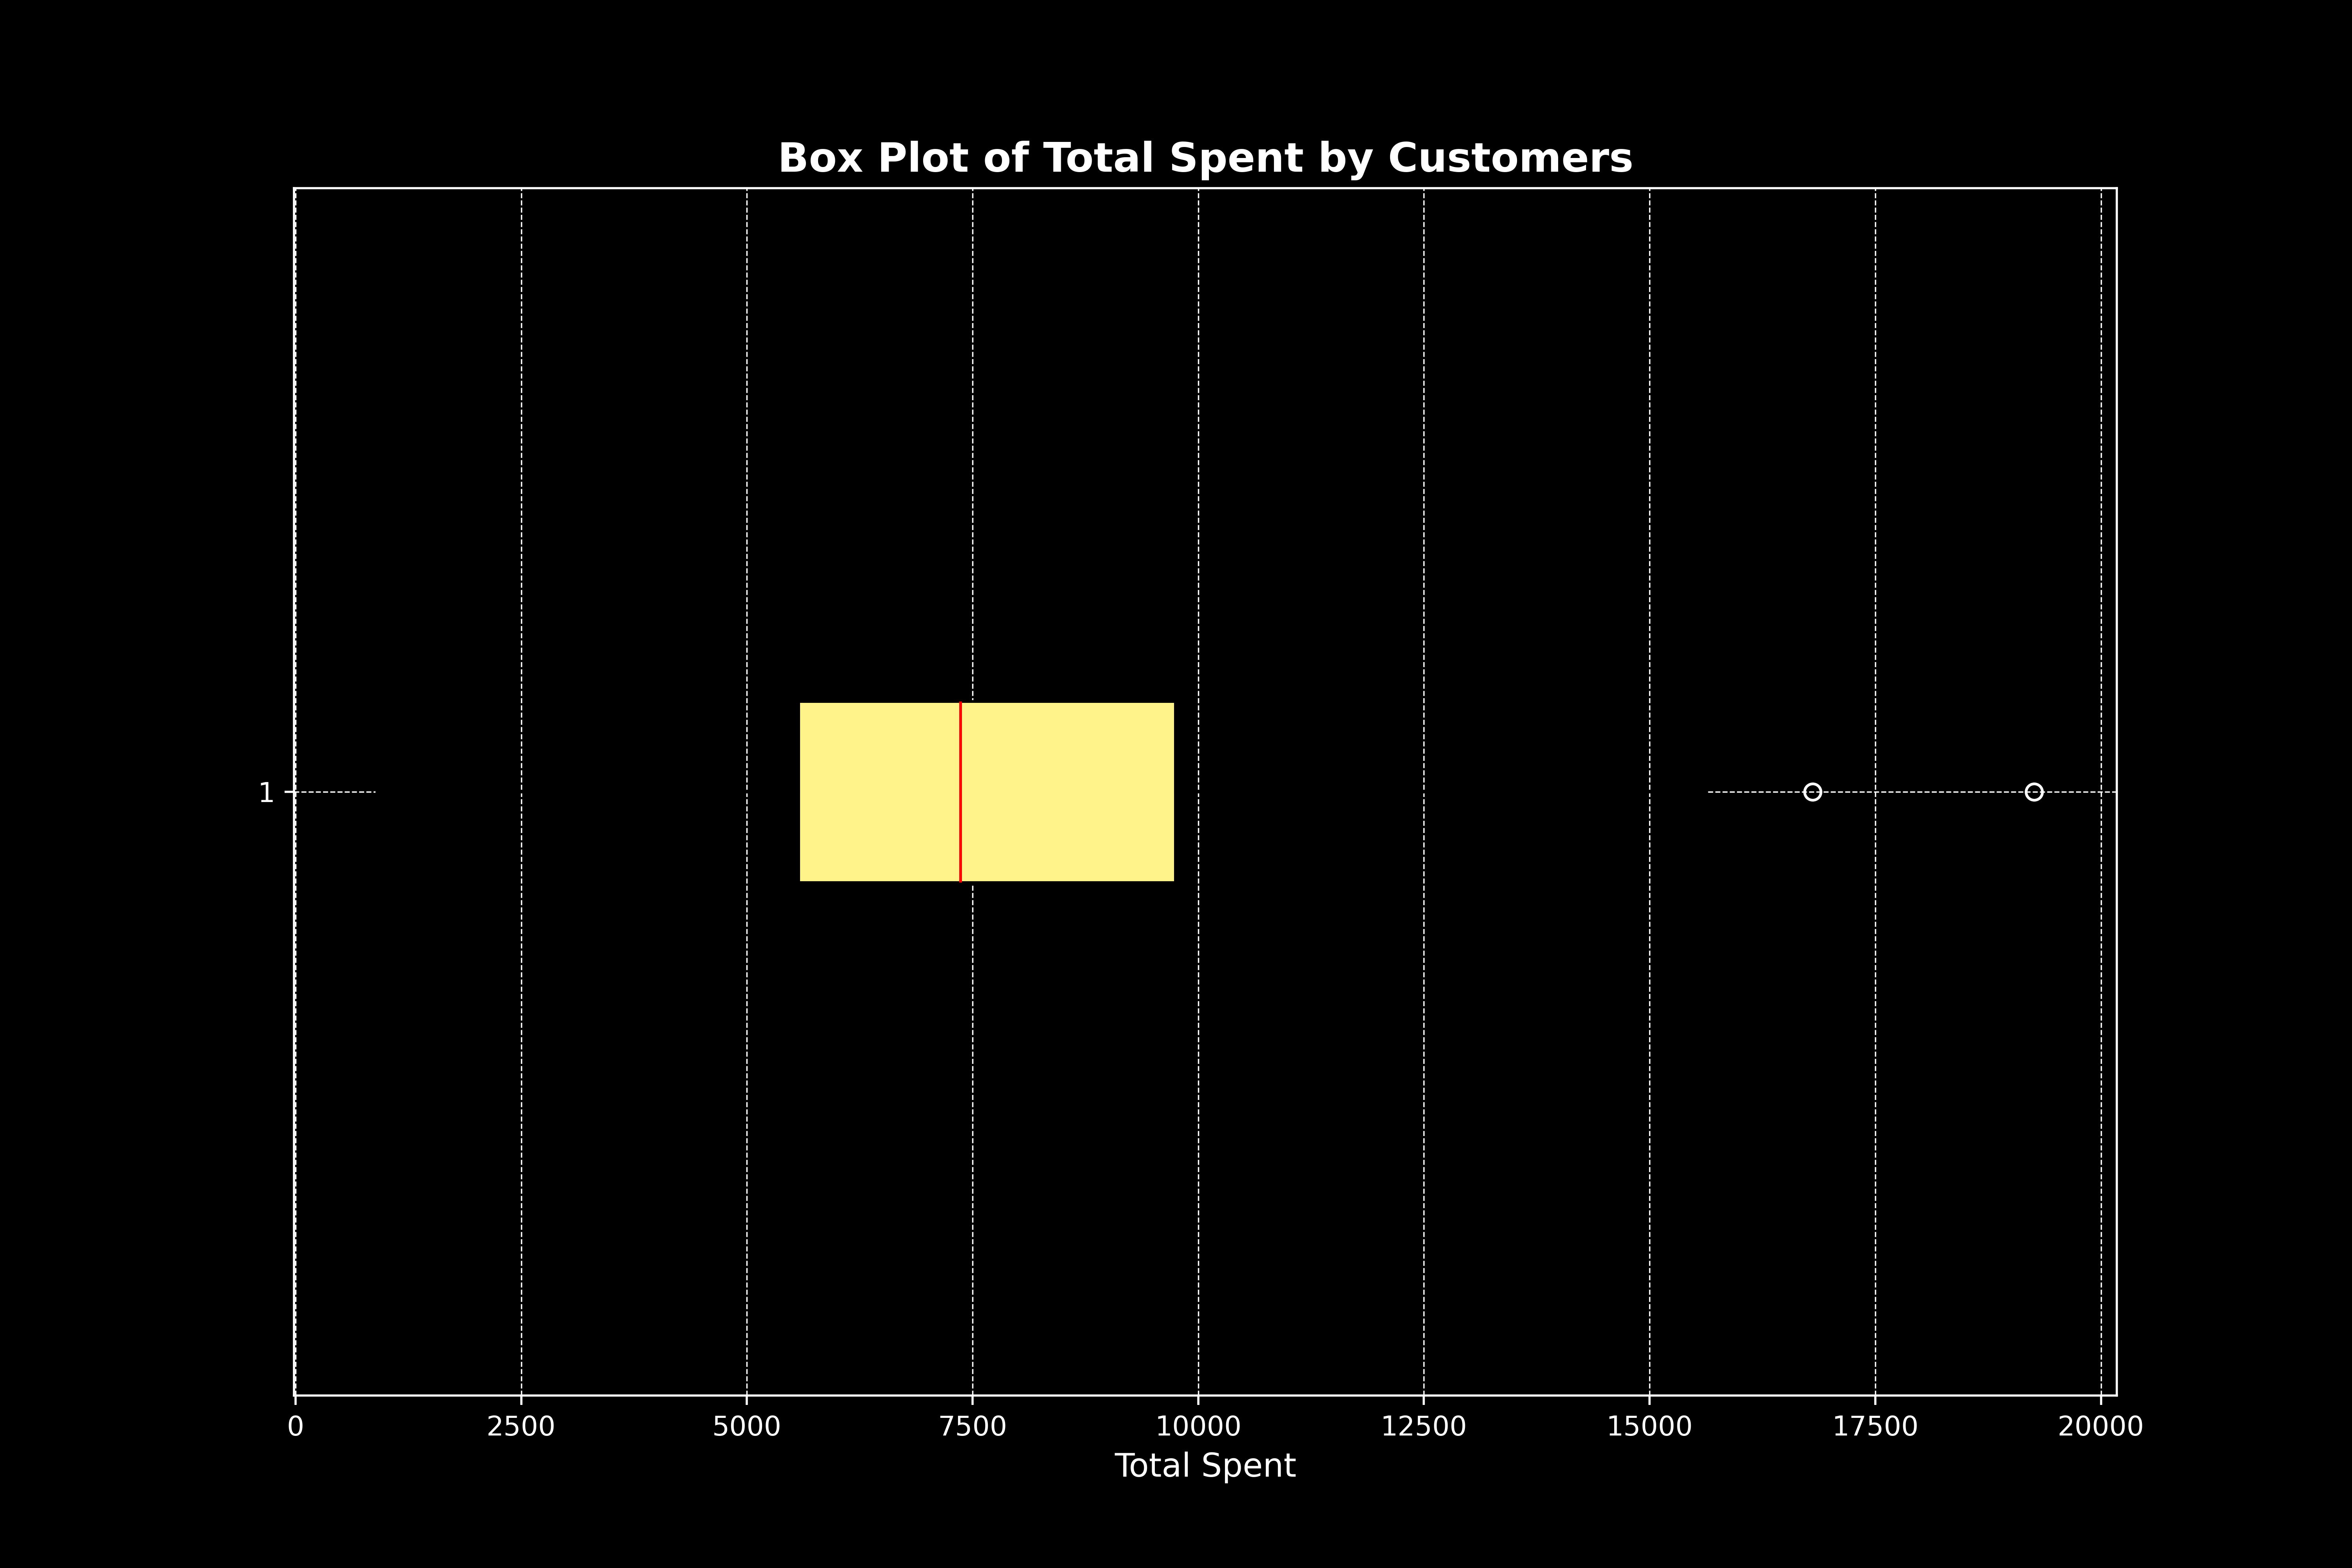 Box Plot of Total Spent by Customers
1
0 2500 5000 7500 10000 12500 15000 17500 20000
Total Spent